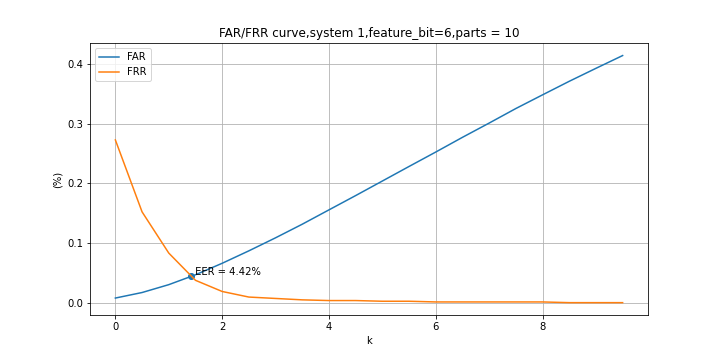 FAR/FRR curve,system 1,feature_bit=6,parts = 10
FAR
FRR
0.4
0.3
0.2
0.1
0.0
(%)
EER = 4.42%
0 2 4 6 8
k